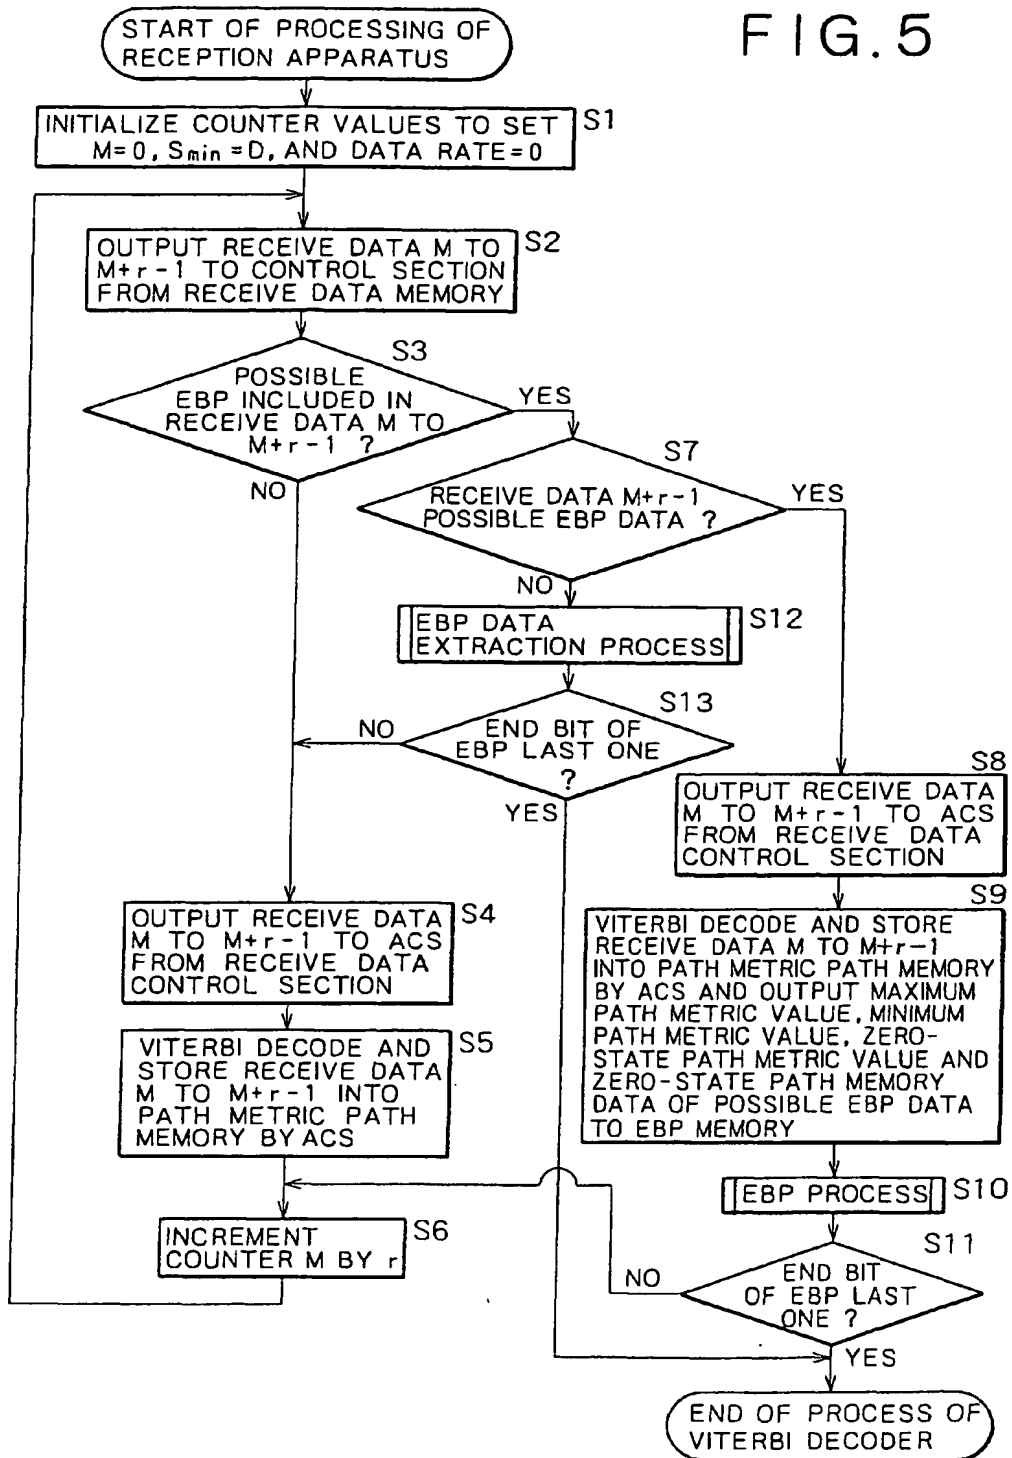 FIG.5
START OF PROCESSING OF
RECEPTION APPARATUS
INITIALIZE COUNTER VALUES TO SET
M=0, Smin=D, AND DATA RATE=0
S1
OUTPUT RECEIVE DATA M TO
M+r-1 TO CONTROL SECTION
FROM RECEIVE DATA MEMORY
S2
S3
POSSIBLE
EBP INCLUDED IN
RECEIVE DATA M TO
M+r-1 ?
YES
NO
S7
RECEIVE DATA M+r-1
POSSIBLE EBP DATA ?
YES
NO
EBP DATA
EXTRACTION PROCESS
S12
S13
END BIT OF
EBP LAST ONE
?
NO
YES
S8
OUTPUT RECEIVE DATA
M TO M+r-1 TO ACS
FROM RECEIVE DATA
CONTROL SECTION
OUTPUT RECEIVE DATA
M TO M+r-1 TO ACS
FROM RECEIVE DATA
CONTROL SECTION
S4
S9
VITERBI DECODE AND STORE
RECEIVE DATA M TO M+r-1
INTO PATH METRIC PATH MEMORY
BY ACS AND OUTPUT MAXIMUM
PATH METRIC VALUE, MINIMUM
PATH METRIC VALUE, ZERO-
STATE PATH METRIC VALUE AND
ZERO-STATE PATH MEMORY
DATA OF POSSIBLE EBP DATA
TO EBP MEMORY
VITERBI DECODE AND
STORE RECEIVE DATA
M TO M+r-1 INTO
PATH METRIC PATH
MEMORY BY ACS
S5
EBP PROCESS
S10
INCREMENT
COUNTER M BY r
S6
S11
END BIT
OF EBP LAST
ONE ?
NO
YES
END OF PROCESS OF
VITERBI DECODER